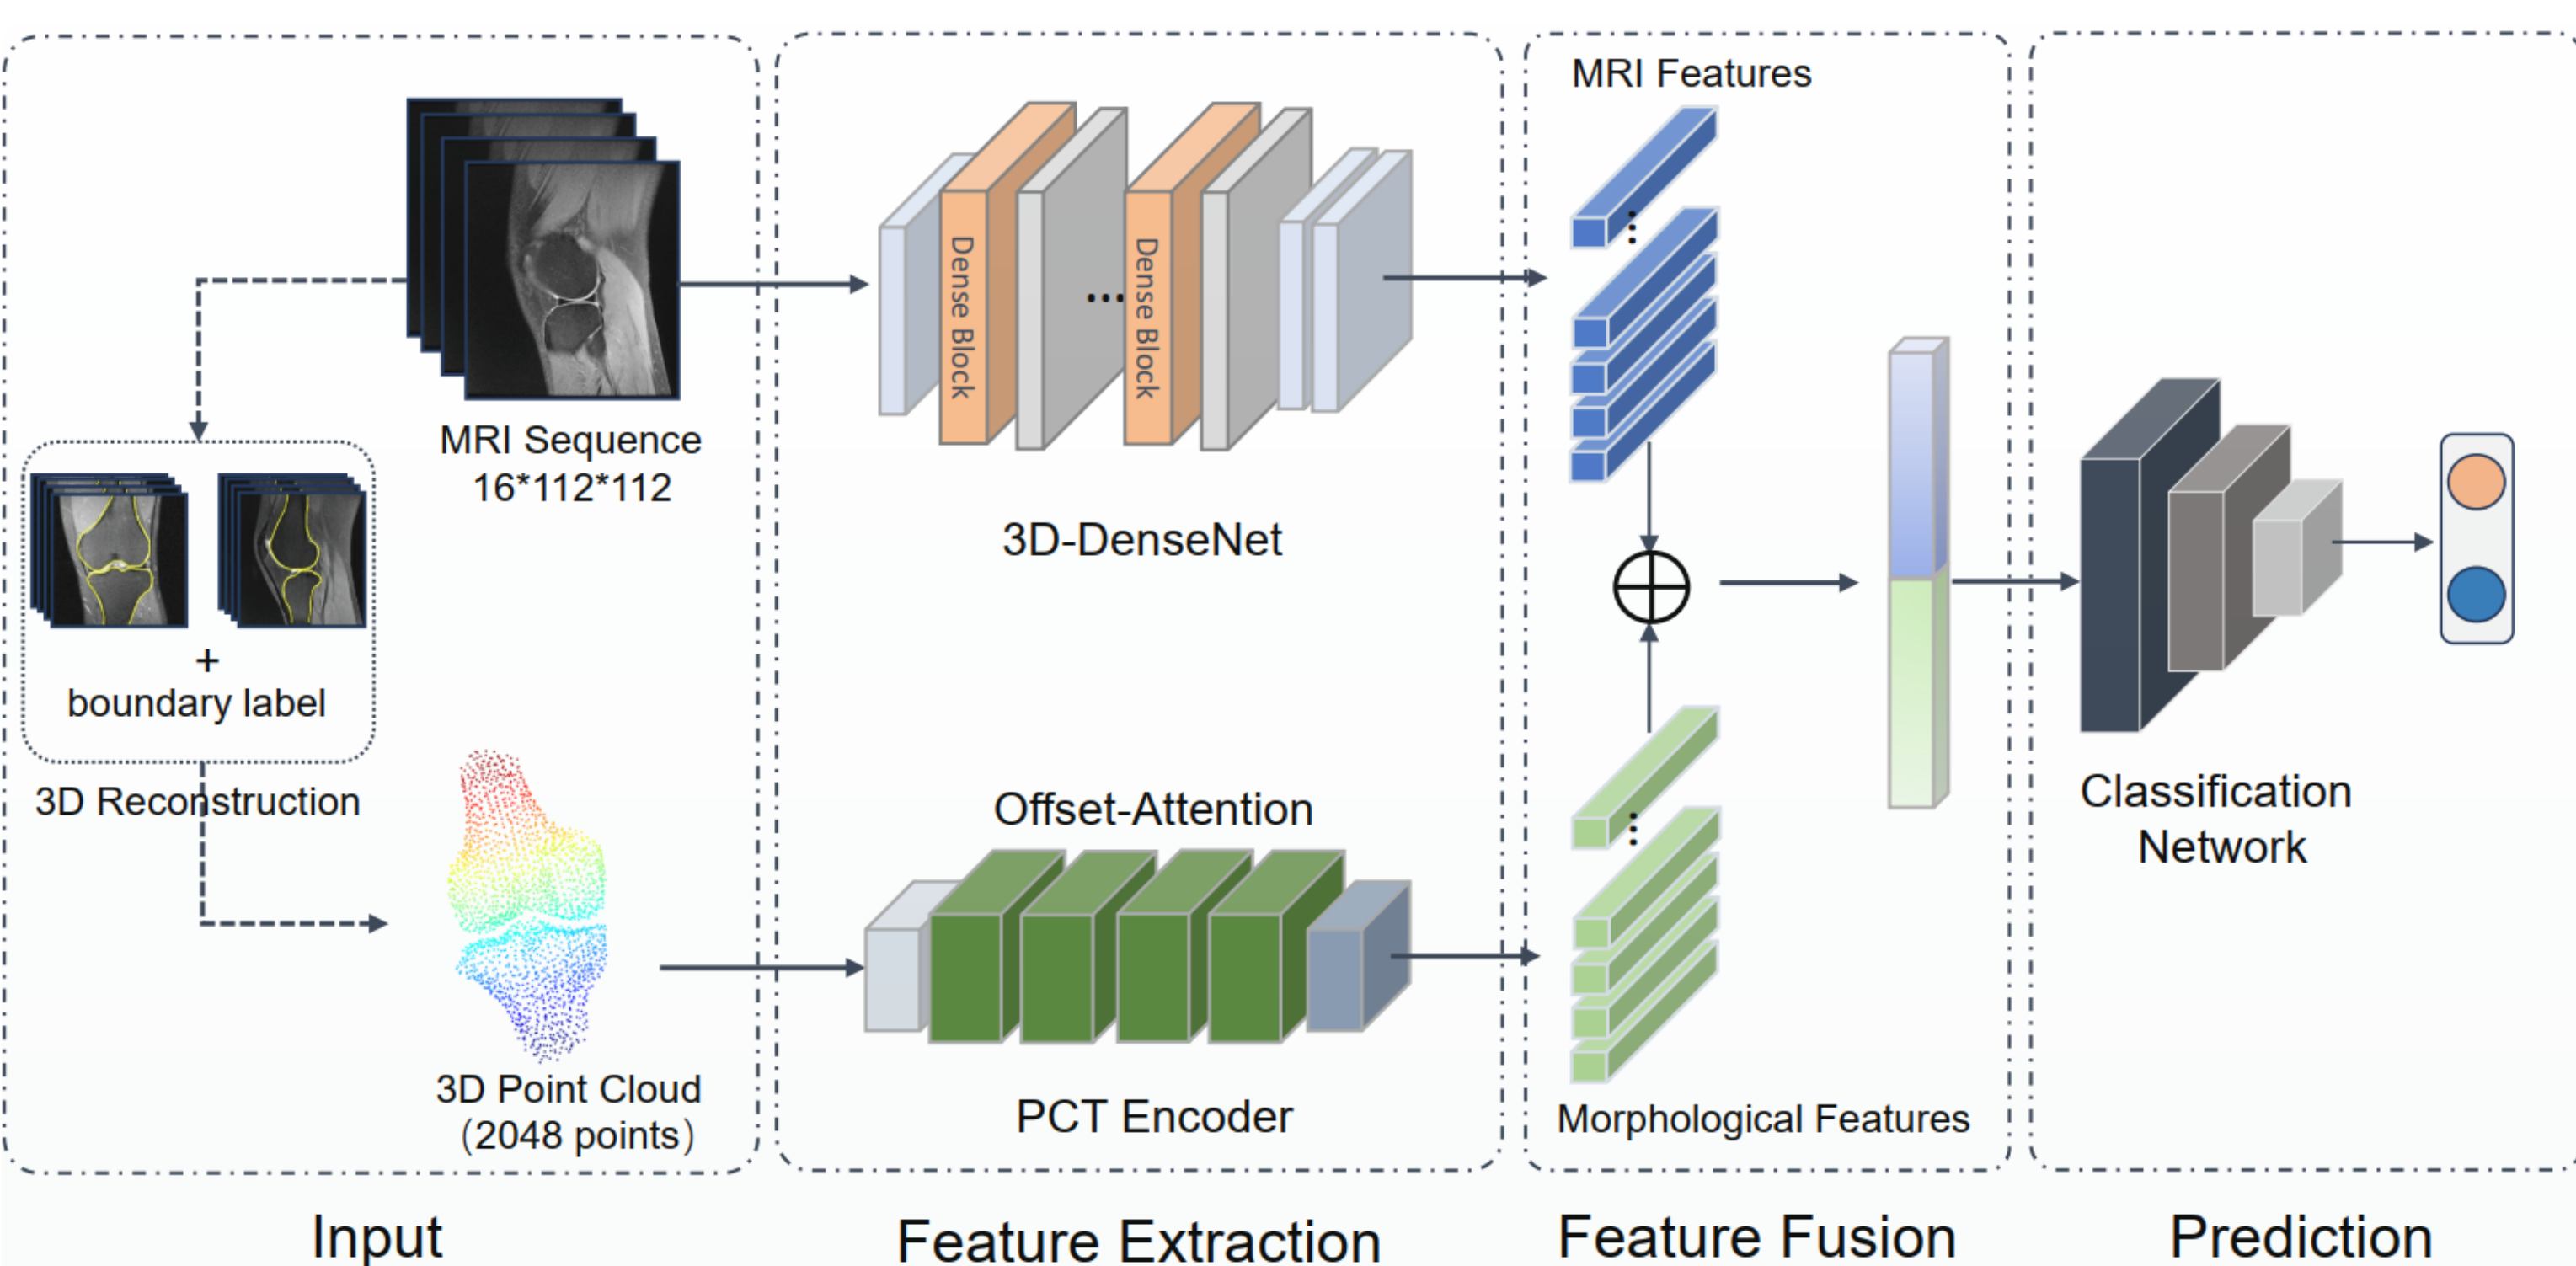 MRI Sequence
16*112*112
+
boundary label
3D Reconstruction
3D Point Cloud
(2048 points)
Input
Dense Block
...
Dense Block
3D-DenseNet
Offset-Attention
PCT Encoder
Feature Extraction
MRI Features
...
...
Morphological Features
Feature Fusion
Classification
Network
Prediction